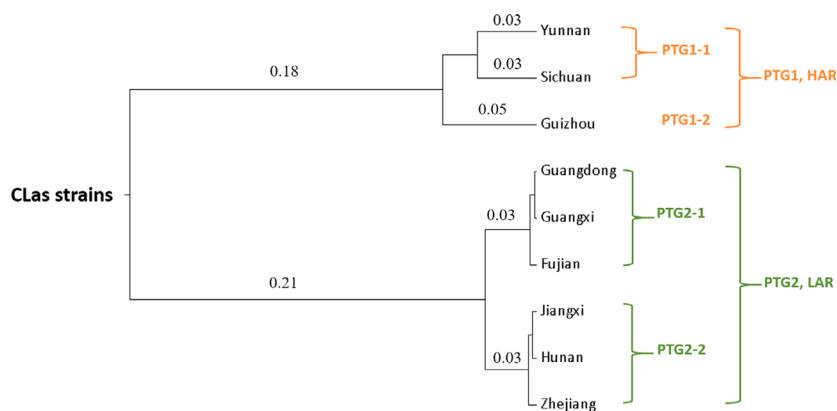 0.03 Yunnan
PTG1-1
0.18
0.03 Sichuan
PTG1, HAR
0.05 Guizhou
PTG1-2
Guangdong
CLas strains
0.03 Guangxi
PTG2-1
Fujian
0.21
PTG2, LAR
Jiangxi
0.03 Hunan
PTG2-2
Zhejiang